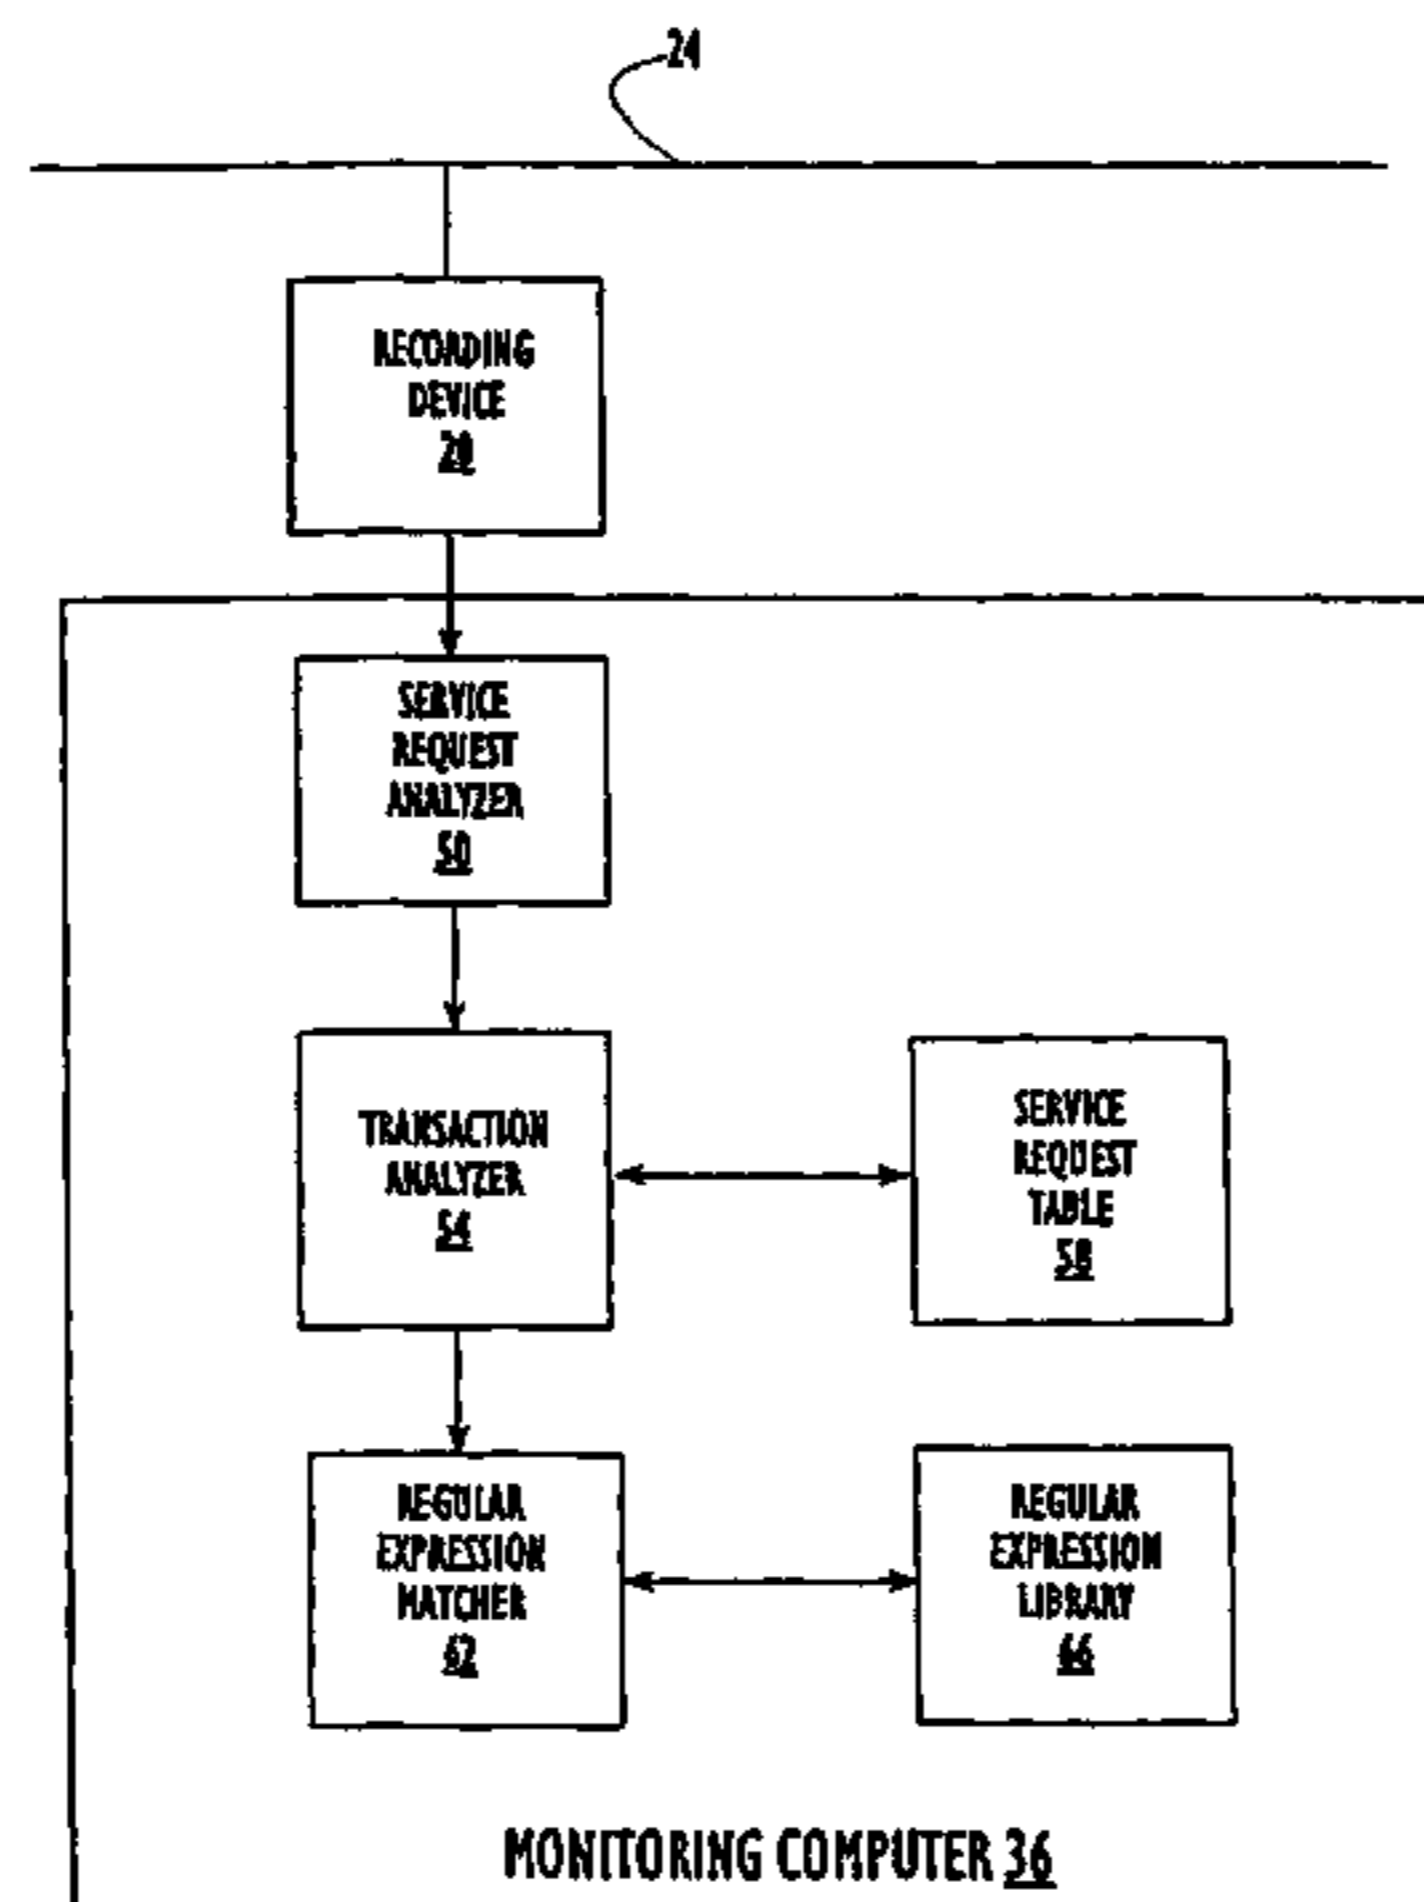 24
RECORDING
DEVICE
28
SERVICE
REQUEST
ANALYZER
50
TRANSACTION
ANALYZER
54
SERVICE
REQUEST
TABLE
58
REGULAR
EXPRESSION
MATCHER
62
REGULAR
EXPRESSION
LIBRARY
66
MONITORING COMPUTER 36